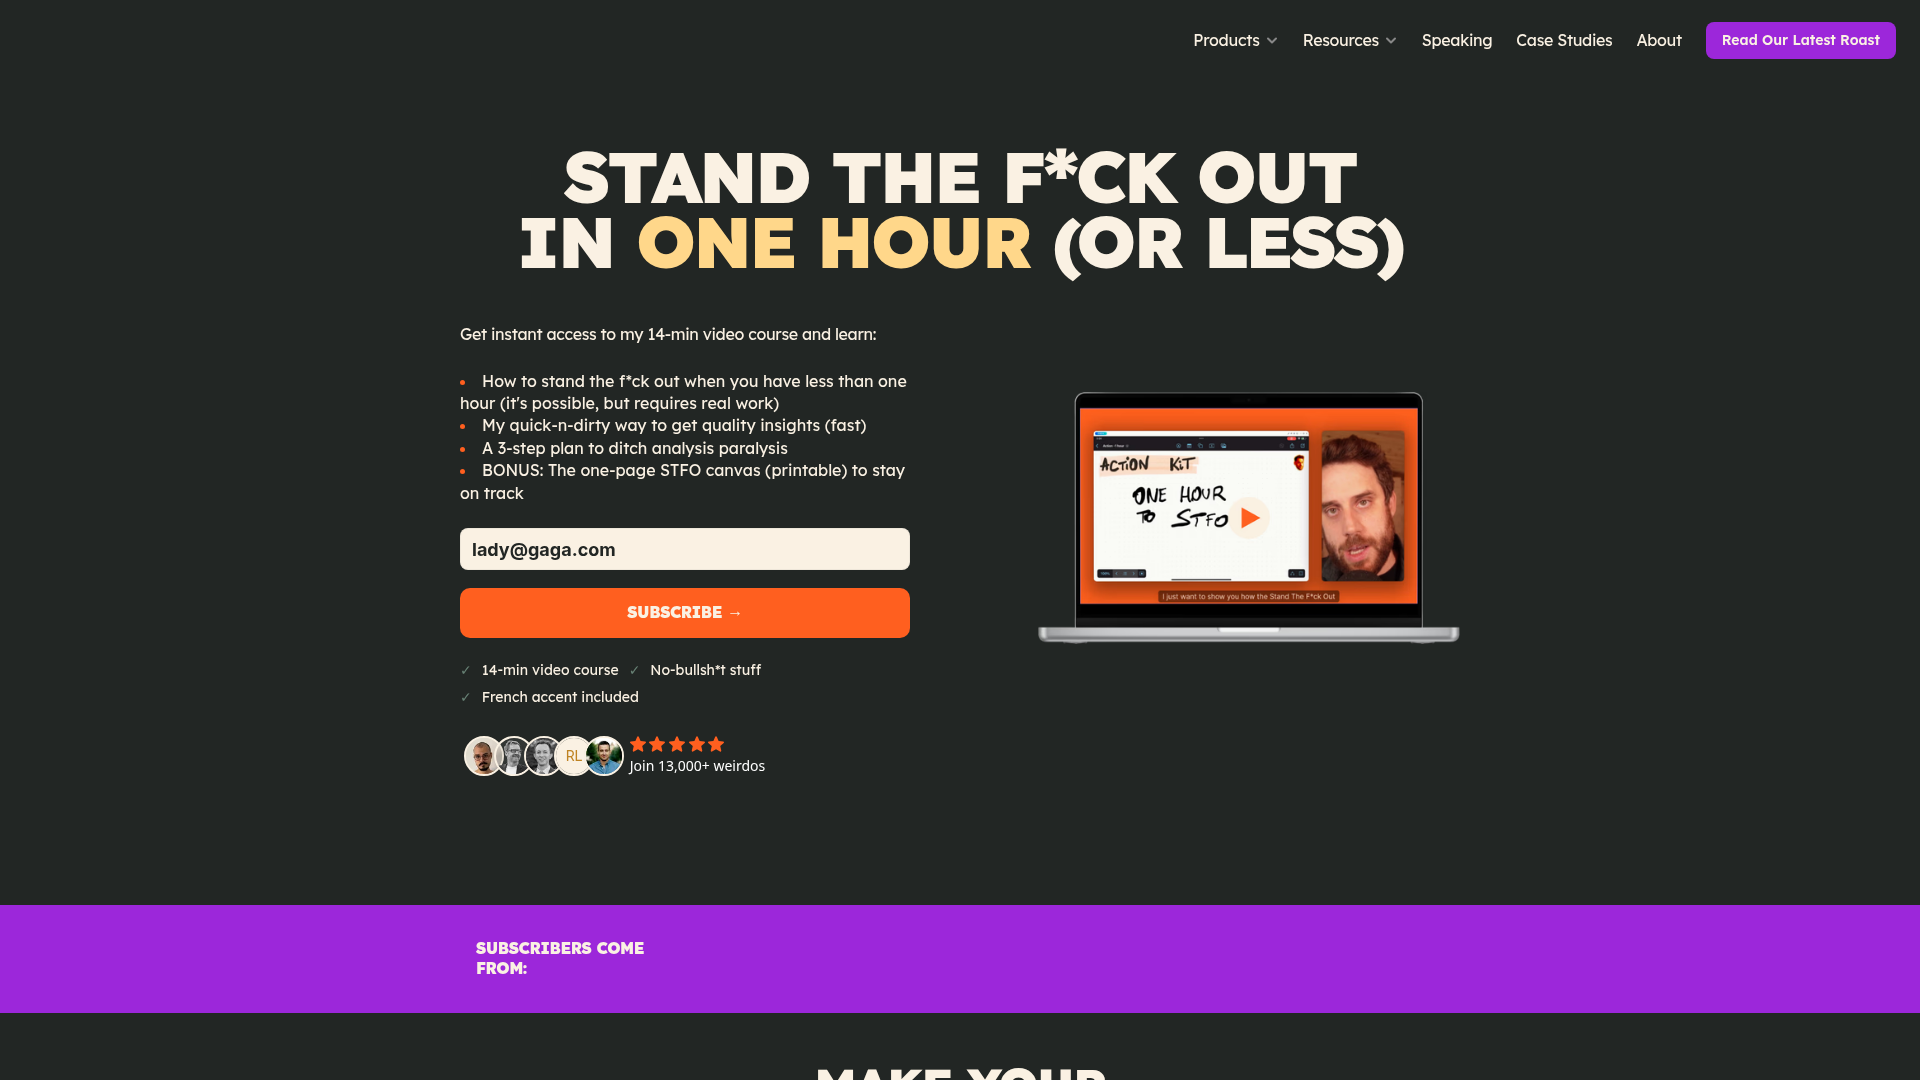 Products
Resources
Speaking
Case Studies
About
Read Our Latest Roast
STAND THE F*CK OUT
IN ONE HOUR (OR LESS)
Get instant access to my 14-min video course and learn:
• How to stand the f*ck out when you have less than one
hour (it's possible, but requires real work)
• My quick-n-dirty way to get quality insights (fast)
• A 3-step plan to ditch analysis paralysis
• BONUS: The one-page STFO canvas (printable) to stay
on track
lady@gaga.com
SUBSCRIBE →
✓ 14-min video course ✓ No-bullsh*t stuff
✓ French accent included
RL
Join 13,000+ weirdos
ACTION KIT
ONE HOUR
TO STFO
I just want to show you how the Stand The F*ck Out
SUBSCRIBERS COME
FROM:
MAKE YOUR